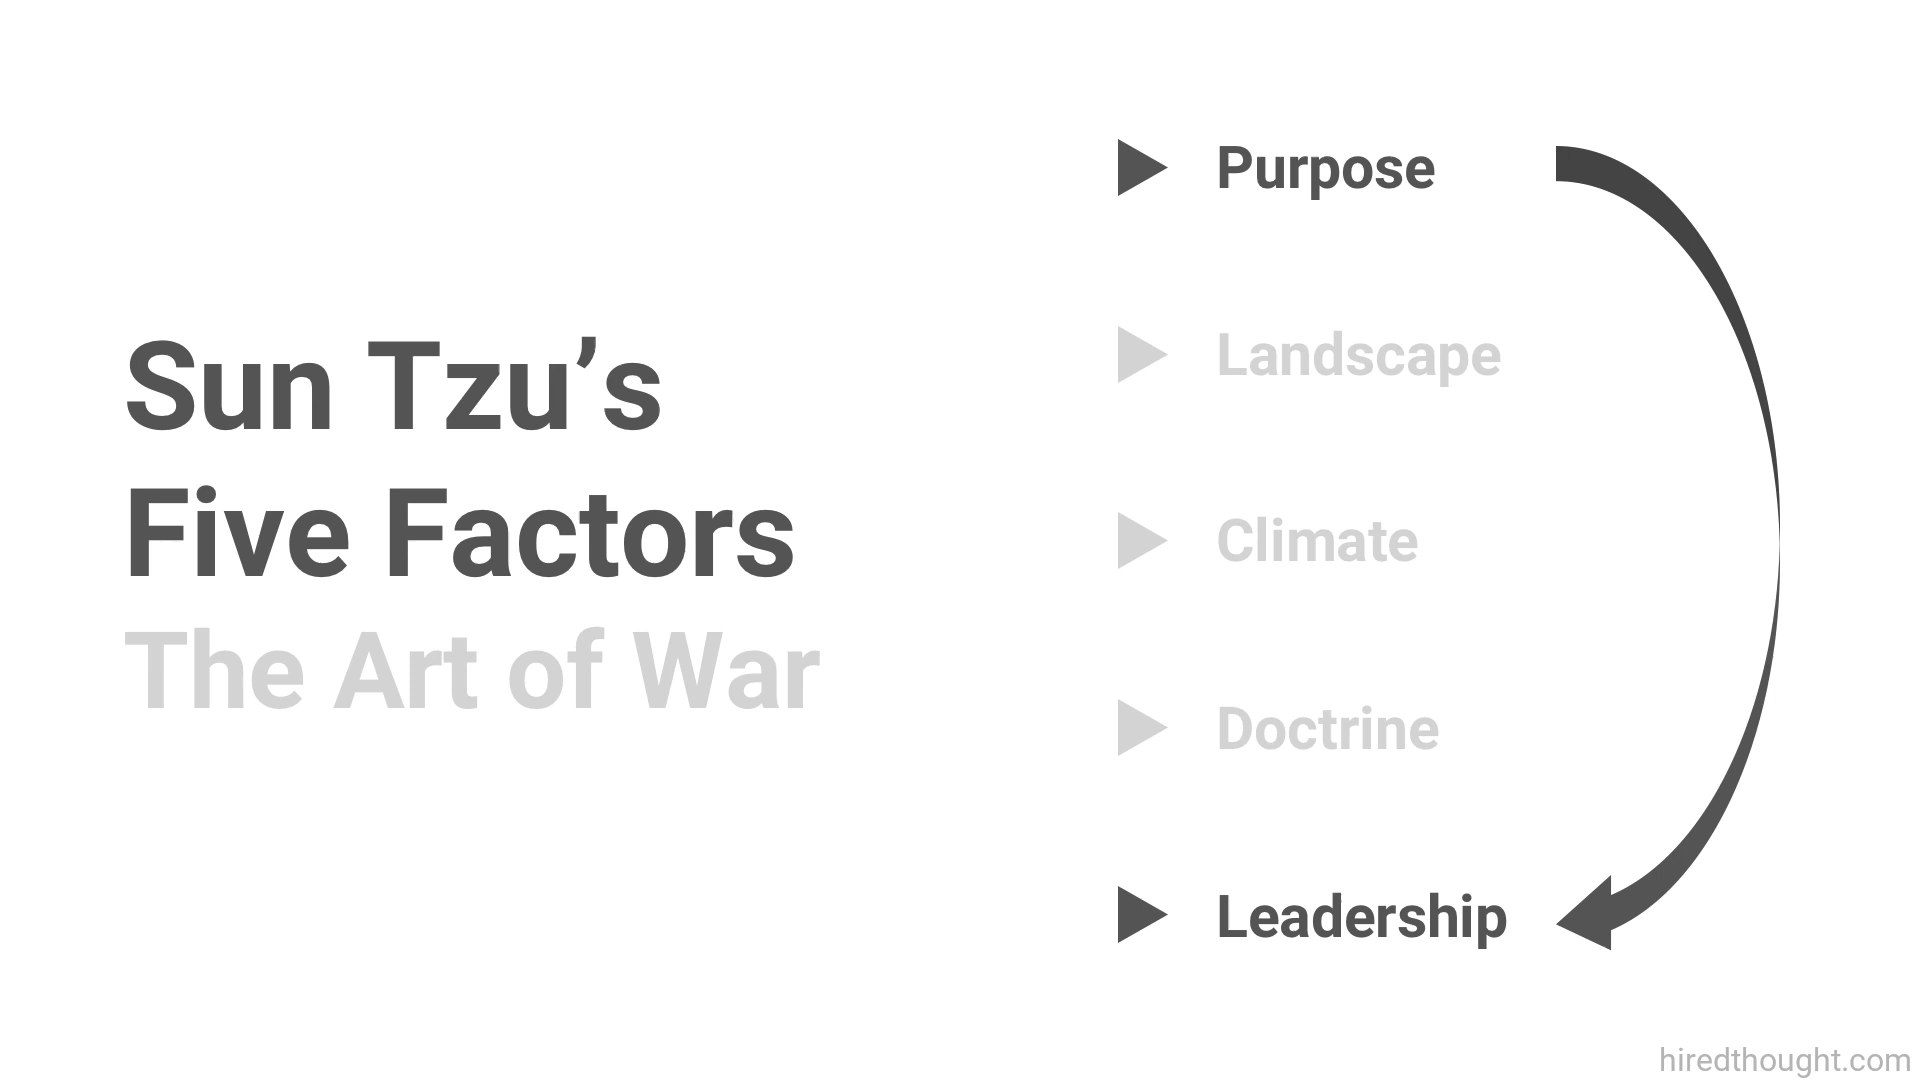 Sun Tzu’s
Five Factors
The Art of War
Purpose
Landscape
Climate
Doctrine
Leadership
hiredthought.com